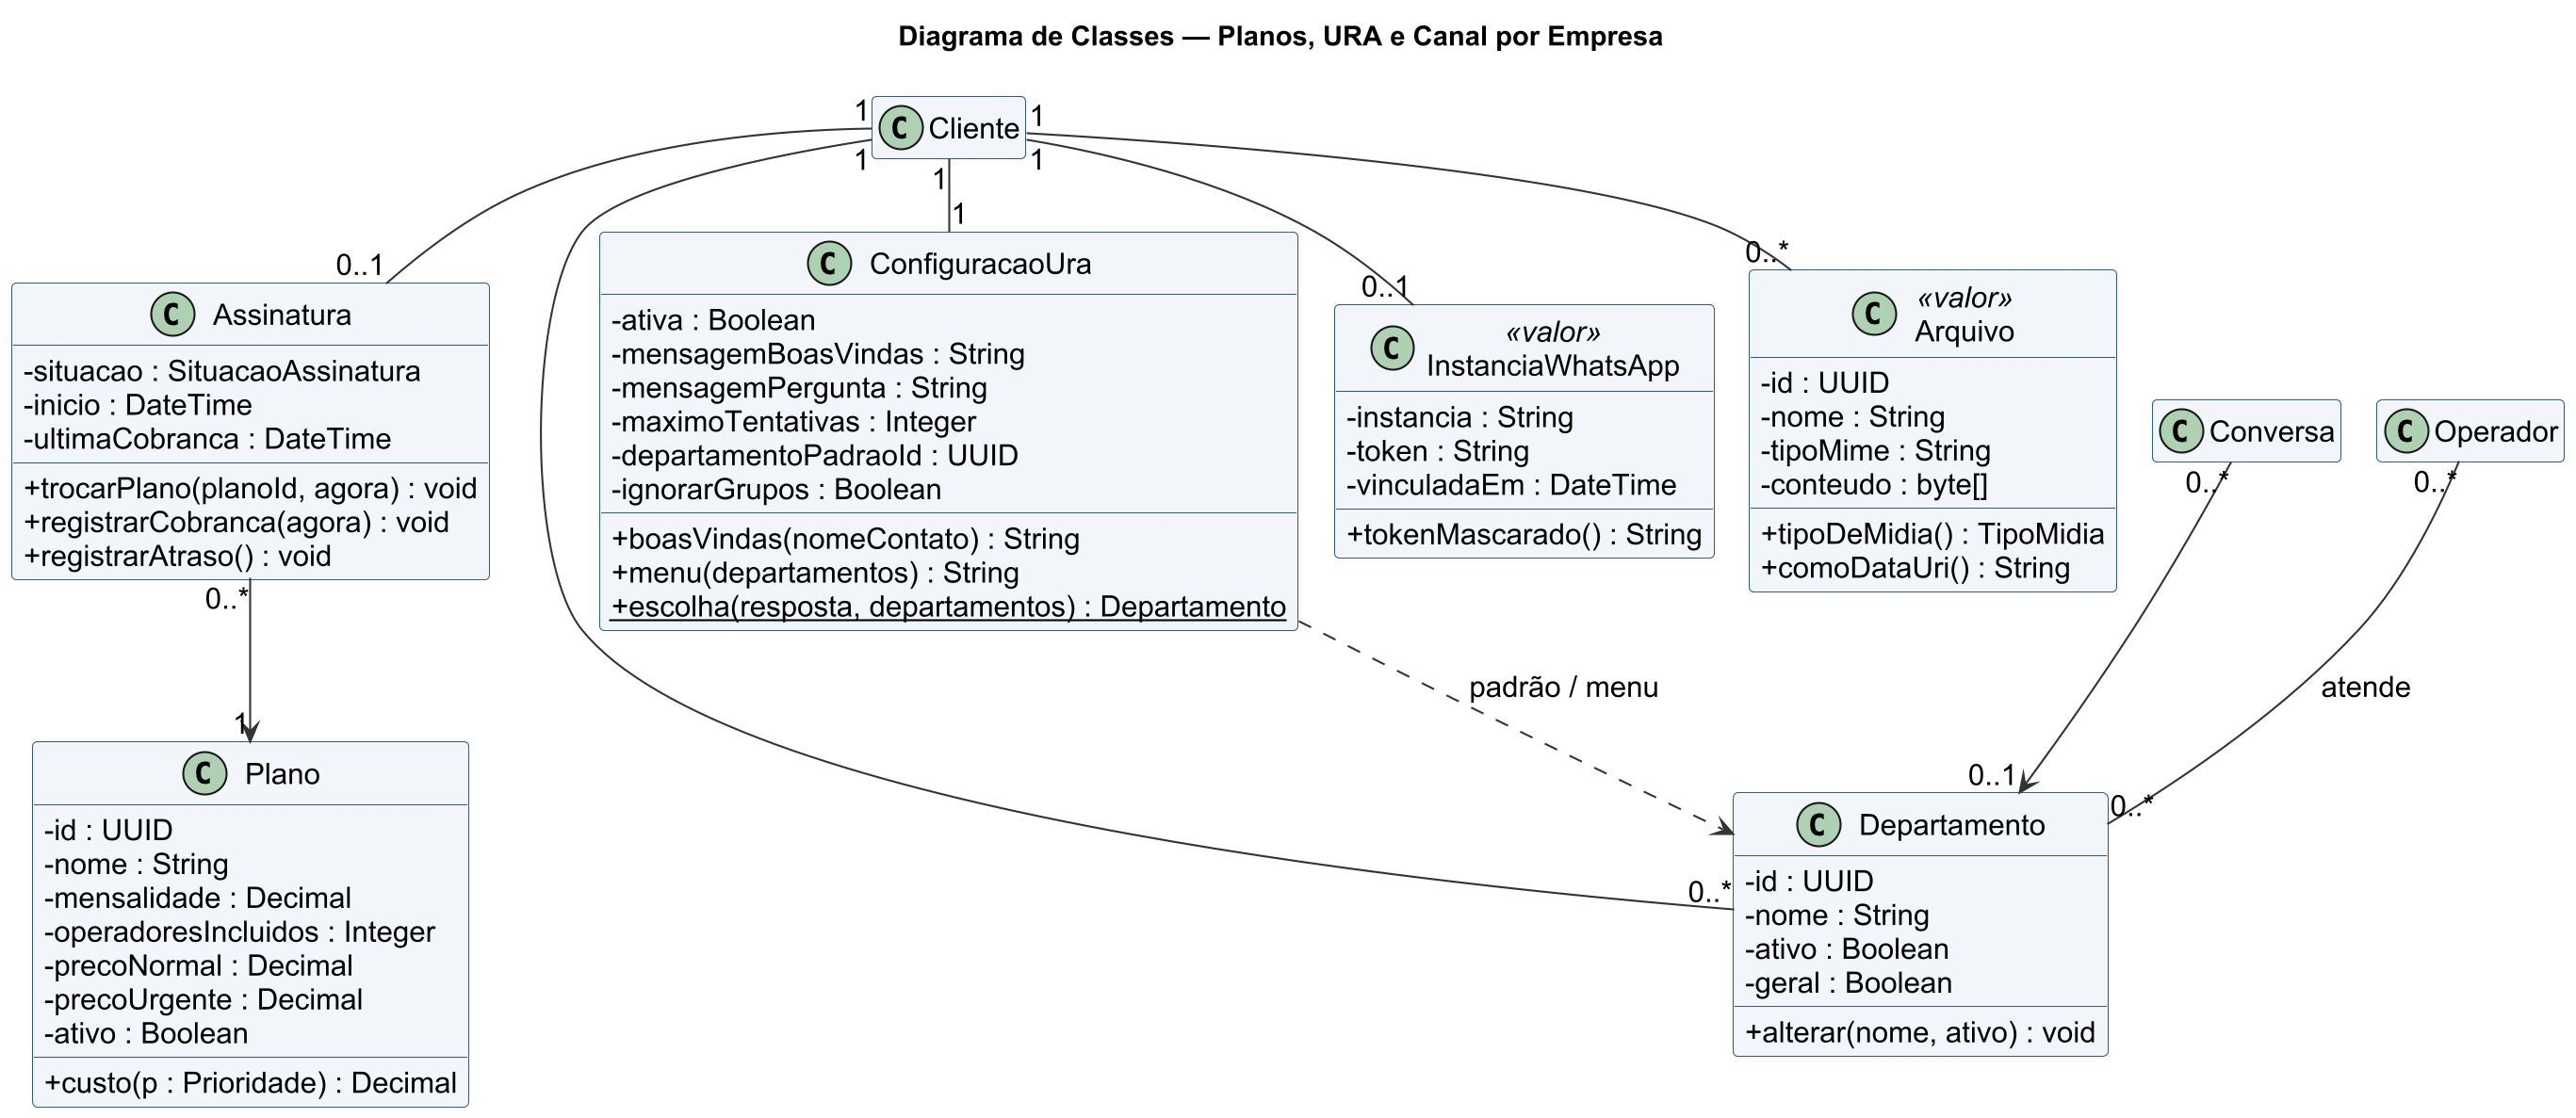 Diagrama de Classes — Planos, URA e Canal por Empresa
C Cliente
1
1
1
1
1
1
0..1
0..1
0..*
C Assinatura
-situacao : SituacaoAssinatura
-inicio : DateTime
-ultimaCobranca : DateTime
+trocarPlano(planoId, agora) : void
+registrarCobranca(agora) : void
+registrarAtraso() : void
C ConfiguracaoUra
-ativa : Boolean
-mensagemBoasVindas : String
-mensagemPergunta : String
-maximoTentativas : Integer
-departamentoPadraoId : UUID
-ignorarGrupos : Boolean
+boasVindas(nomeContato) : String
+menu(departamentos) : String
+escolha(resposta, departamentos) : Departamento
«valor»
C InstanciaWhatsApp
-instancia : String
-token : String
-vinculadaEm : DateTime
+tokenMascarado() : String
«valor»
C Arquivo
-id : UUID
-nome : String
-tipoMime : String
-conteudo : byte[]
+tipoDeMidia() : TipoMidia
+comoDataUri() : String
C Conversa
C Operador
0..*
0..*
0..*
padrão / menu
atende
1
0..1
0..*
0..*
C Plano
-id : UUID
-nome : String
-mensalidade : Decimal
-operadoresIncluidos : Integer
-precoNormal : Decimal
-precoUrgente : Decimal
-ativo : Boolean
+custo(p : Prioridade) : Decimal
C Departamento
-id : UUID
-nome : String
-ativo : Boolean
-geral : Boolean
+alterar(nome, ativo) : void